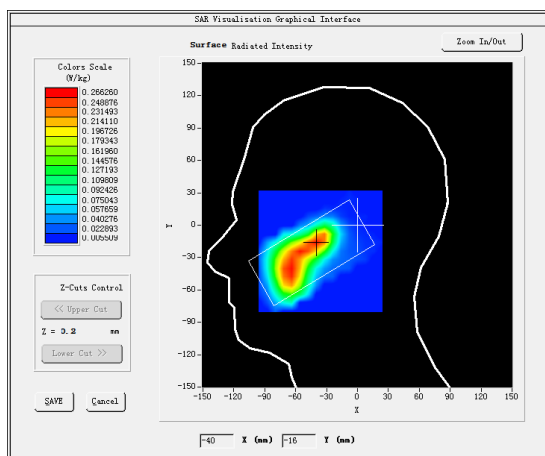 SAR Visualisation Graphical Interface
Surface Radiated Intensity
Zoom In/Out
Colors Scale
(W/kg)
0.266260
0.248876
0.231493
0.214110
0.196726
0.179343
0.161960
0.144576
0.127193
0.109809
0.092426
0.075043
0.057659
0.040276
0.022892
0.005509
Z-Cuts Control
<< Upper Cut
Z = 0.2 mm
Lower Cut >>
SAVE Cancel
150
120
90
60
30
0
-30
-60
-90
-120
-150
Y
-150 -120 -90 -60 -30 0 30 60 90 120 150
X
-40 X (mm) -16 Y (mm)